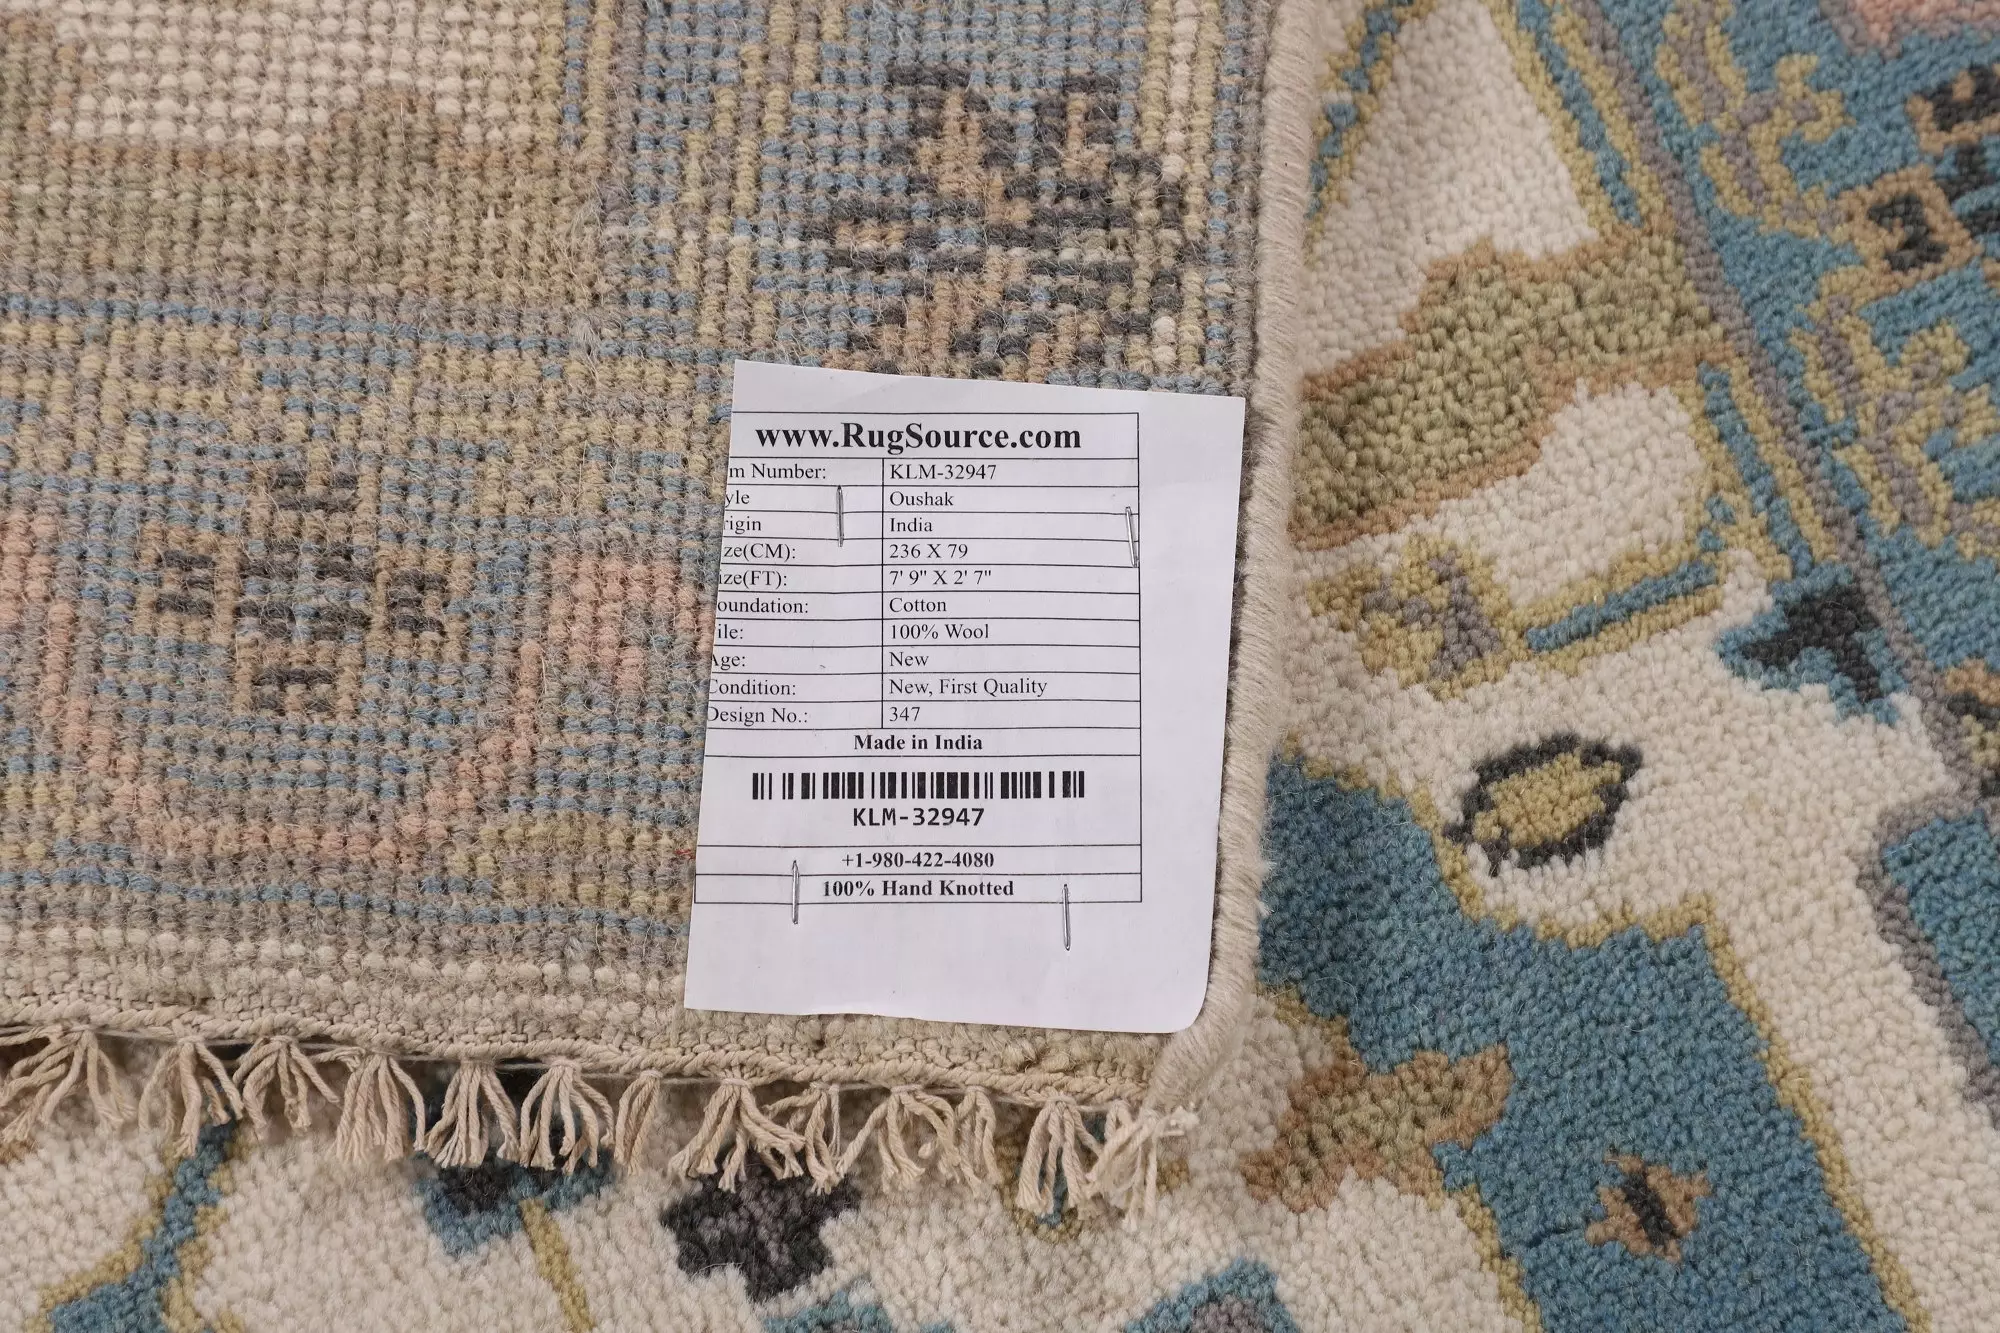 www.RugSource.com
m Number: KLM-32947
yle Oushak
rigin India
ze(CM): 236 X 79
ize(FT): 7' 9" X 2' 7"
oundation: Cotton
ile: 100% Wool
Age: New
Condition: New, First Quality
Design No.: 347
Made in India
KLM-32947
+1-980-422-4080
100% Hand Knotted